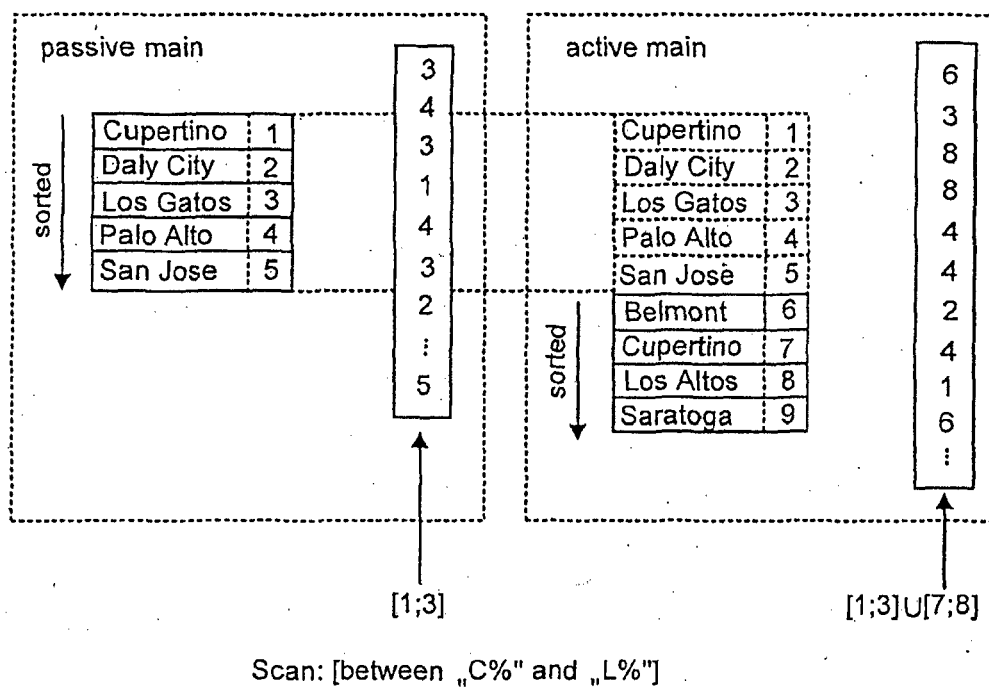 passive main
sorted
Cupertino 1
Daly City 2
Los Gatos 3
Palo Alto 4
San Jose 5
3
4
3
1
4
3
2
⋮
5
[1;3]
active main
Cupertino 1
Daly City 2
Los Gatos 3
Palo Alto 4
San Jose 5
sorted
Belmont 6
Cupertino 7
Los Altos 8
Saratoga 9
6
3
8
8
4
4
2
4
1
6
⋮
[1;3]∪[7;8]
Scan: [between „C%" and „L%"]